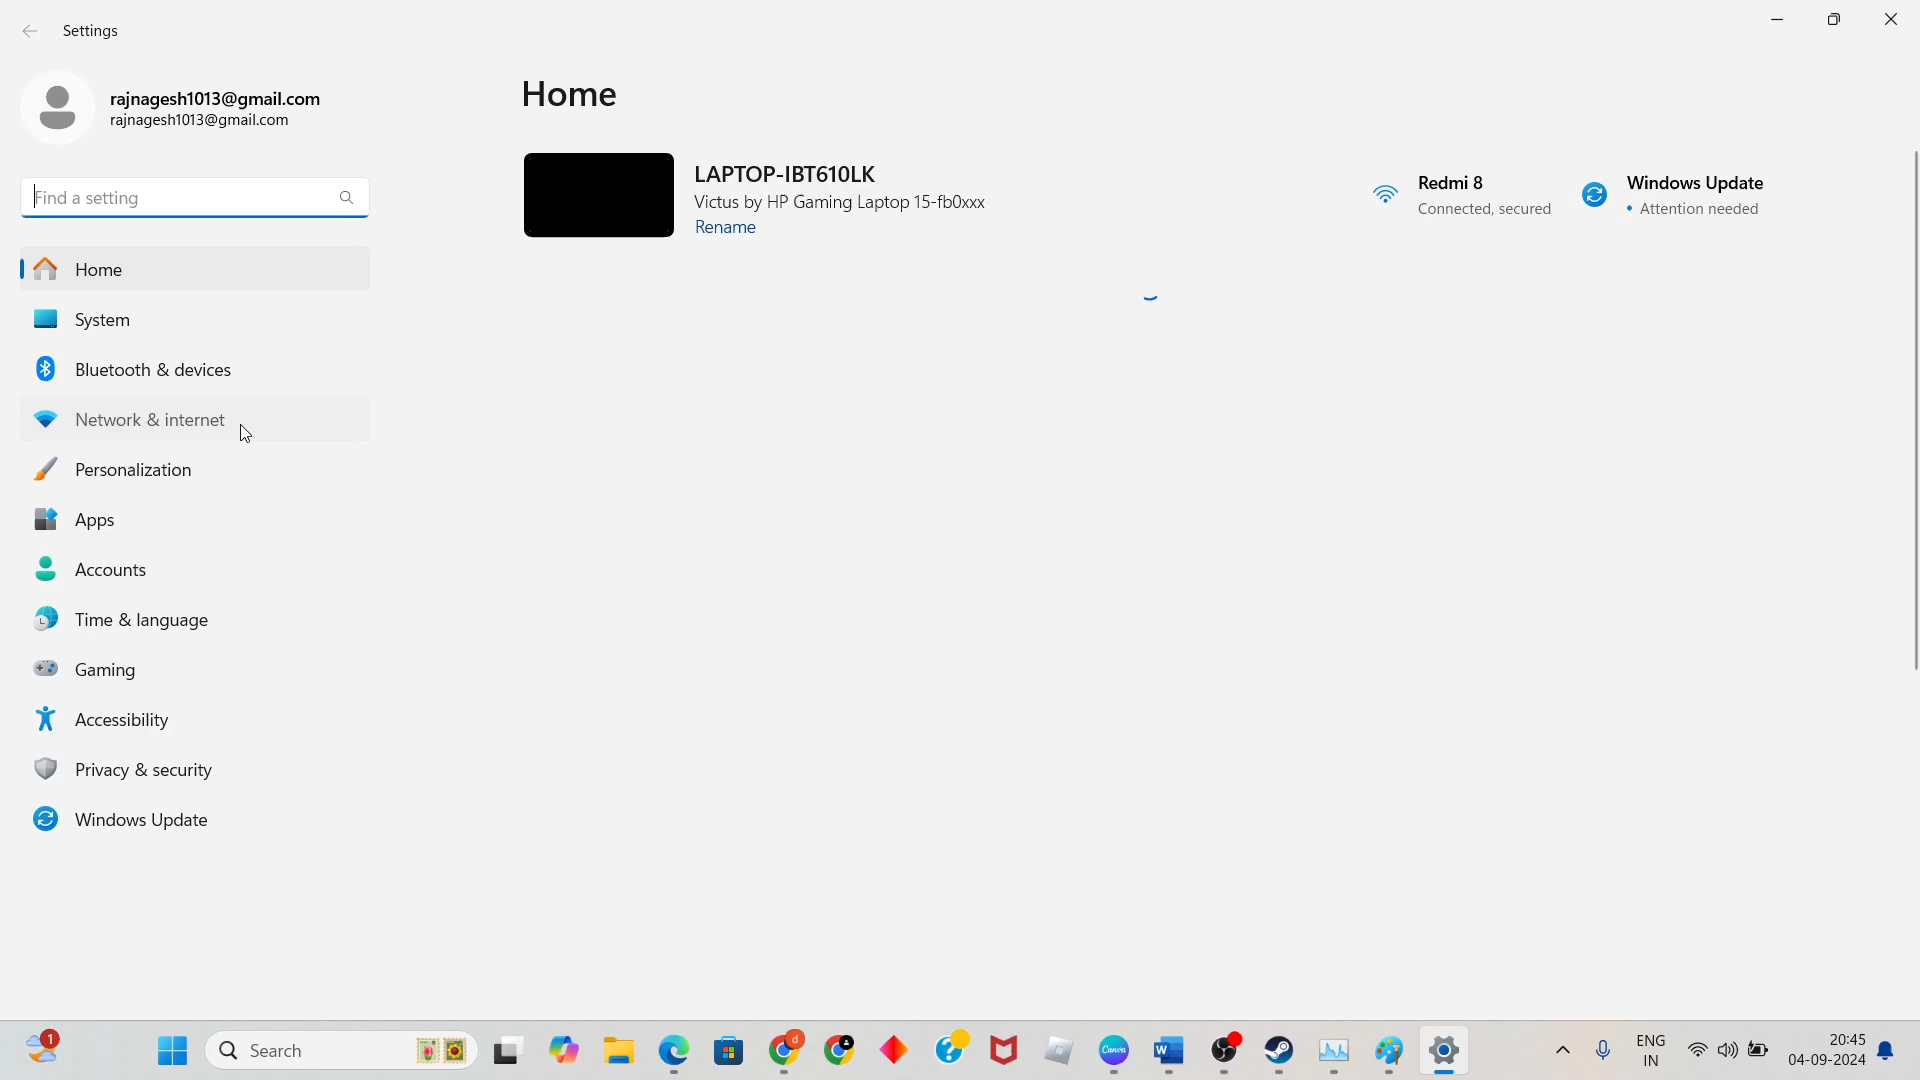 Settings
rajnagesh1013@gmail.com
rajnagesh1013@gmail.com
Find a setting
Home
System
Bluetooth & devices
Network & internet
Personalization
Apps
Accounts
Time & language
Gaming
Accessibility
Privacy & security
Windows Update
Home
LAPTOP-IBT610LK
Victus by HP Gaming Laptop 15-fb0xxx
Rename
Redmi 8
Connected, secured
Windows Update
• Attention needed
1
Search
d
Canva
W
ENG
IN
20:45
04-09-2024